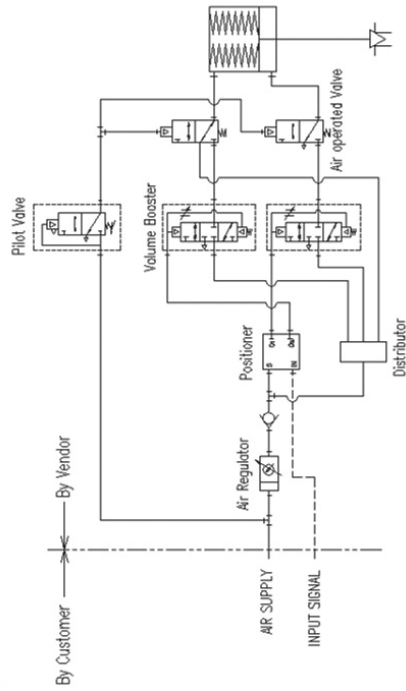 By Customer
By Vendor
Pilot Valve
Volume Booster
Air operated Valve
Air Regulator
Positioner
S
IN
Distributor
AIR SUPPLY
INPUT SIGNAL